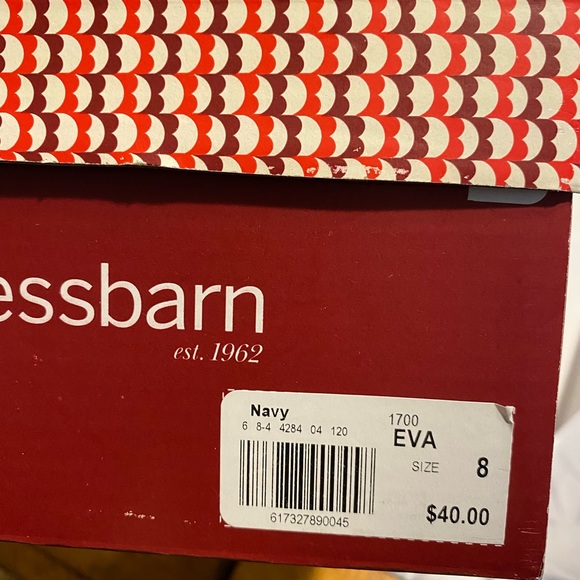 essbarn
est. 1962
Navy 1700
6 8-4 4284 04 120 EVA
SIZE 8
617327890045 $40.00